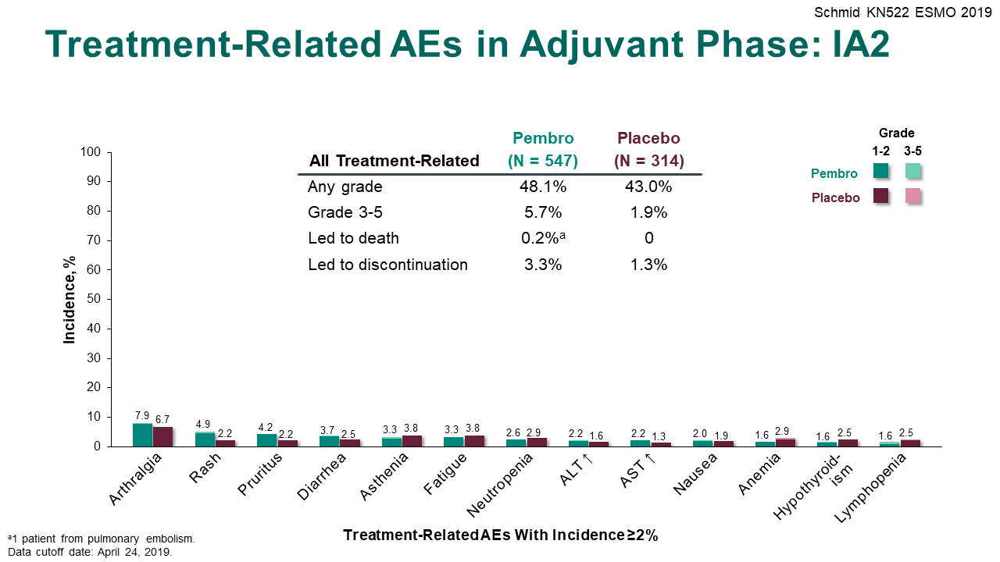 Schmid KN522 ESMO 2019
Treatment-Related AEs in Adjuvant Phase: IA2
Pembro Placebo
All Treatment-Related (N = 547) (N = 314)
Any grade 48.1% 43.0%
Grade 3-5 5.7% 1.9%
Led to death 0.2%ᵃ 0
Led to discontinuation 3.3% 1.3%
Grade
1-2 3-5
Pembro
Placebo
Incidence, %
100
90
80
70
60
50
40
30
20
10
0
7.9 6.7
4.9 2.2
4.2 2.2
3.7 2.5
3.3 3.8
3.3 3.8
2.6 2.9
2.2 1.6
2.2 1.3
2.0 1.9
1.6 2.9
1.6 2.5
1.6 2.5
Arthralgia
Rash
Pruritus
Diarrhea
Asthenia
Fatigue
Neutropenia
ALT↑
AST↑
Nausea
Anemia
Hypothyroid-
ism
Lymphopenia
Treatment-Related AEs With Incidence ≥2%
ᵃ1 patient from pulmonary embolism.
Data cutoff date: April 24, 2019.